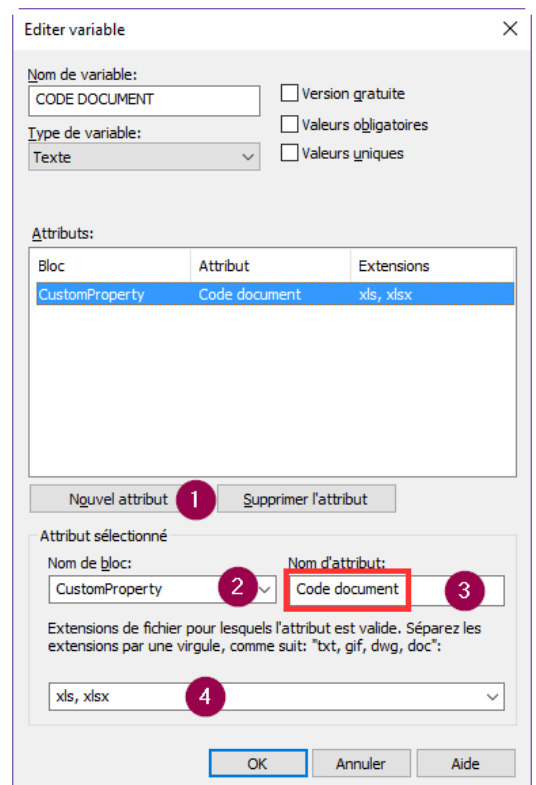 Editer variable
Nom de variable:
CODE DOCUMENT
Version gratuite
Type de variable:
Valeurs obligatoires
Texte
Valeurs uniques
Attributs:
Bloc Attribut Extensions
CustomProperty Code document xls, xlsx
Nouvel attribut 1 Supprimer l'attribut
Attribut sélectionné
Nom de bloc: Nom d'attribut:
CustomProperty 2 Code document 3
Extensions de fichier pour lesquels l'attribut est valide. Séparez les
extensions par une virgule, comme suit: "txt, gif, dwg, doc":
xls, xlsx 4
OK Annuler Aide